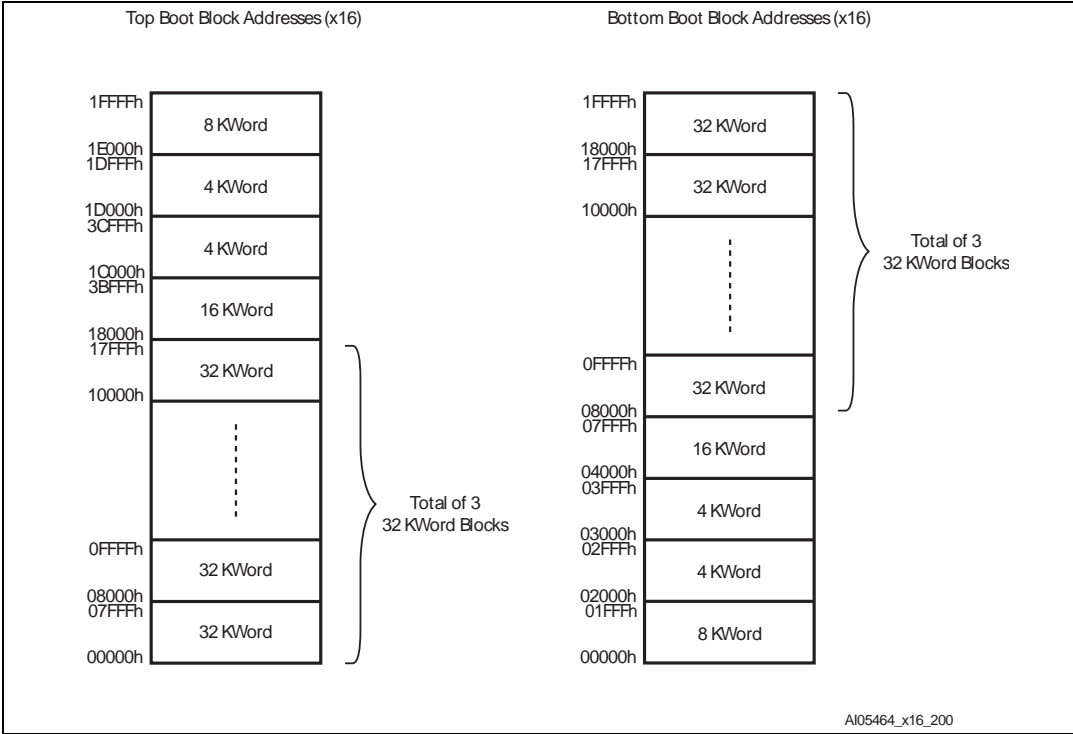 Top Boot Block Addresses (x16)
1FFFFh
8 KWord
1E000h
1DFFFh
4 KWord
1D000h
3CFFFh
4 KWord
1C000h
3BFFFh
16 KWord
18000h
17FFFh
32 KWord
10000h
Total of 3
32 KWord Blocks
0FFFFh
32 KWord
08000h
07FFFh
32 KWord
00000h
Bottom Boot Block Addresses (x16)
1FFFFh
32 KWord
18000h
17FFFh
32 KWord
10000h
Total of 3
32 KWord Blocks
0FFFFh
32 KWord
08000h
07FFFh
16 KWord
04000h
03FFFh
4 KWord
03000h
02FFFh
4 KWord
02000h
01FFFh
8 KWord
00000h
AI05464_x16_200